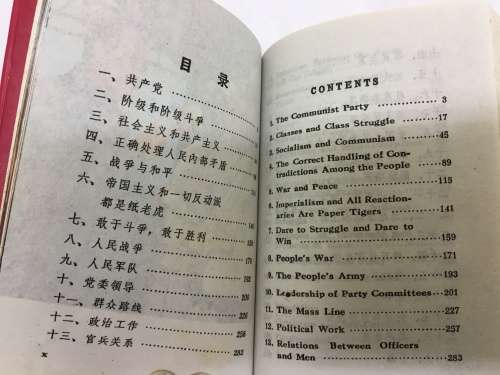 目录
一、共产党
二、阶级和阶级斗争
三、社会主义和共产主义
四、正确处理人民内部矛盾
五、战争与和平
六、帝国主义和一切反动派
都是纸老虎
七、敢于斗争，敢于胜利
八、人民战争 171
九、人民军队
十、党委领导
十一、群众路线 226
十二、政治工作 256
十三、官兵关系 283
x
CONTENTS
1. The Communist Party 3
2. Classes and Class Struggle 17
3. Socialism and Communism 45
4. The Correct Handling of Con-
tradictions Among the People 89
5. War and Peace 115
6. Imperialism and All Reaction-
aries Are Paper Tigers 141
7. Dare to Struggle and Dare to
Win 159
8. People's War 171
9. The People's Army 193
10. Leadership of Party Committees 201
11. The Mass Line 227
12. Political Work 257
13. Relations Between Officers
and Men 283